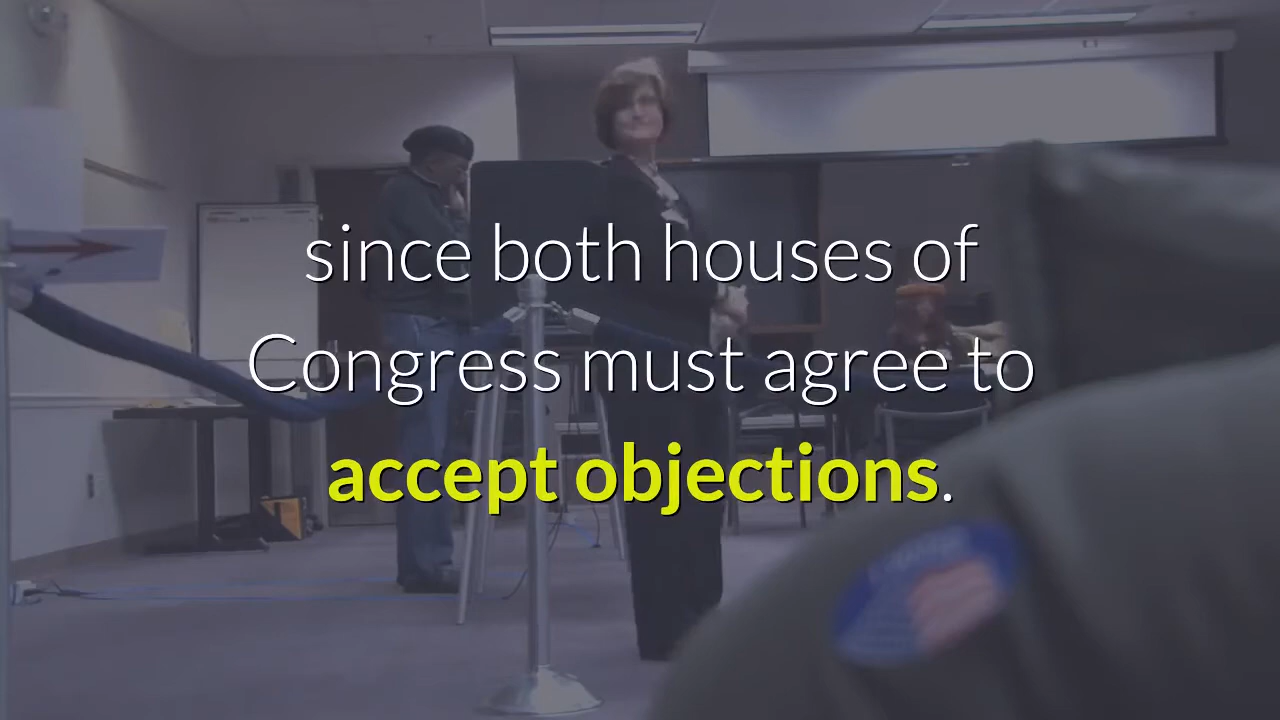 since both houses of
Congress must agree to
accept objections.